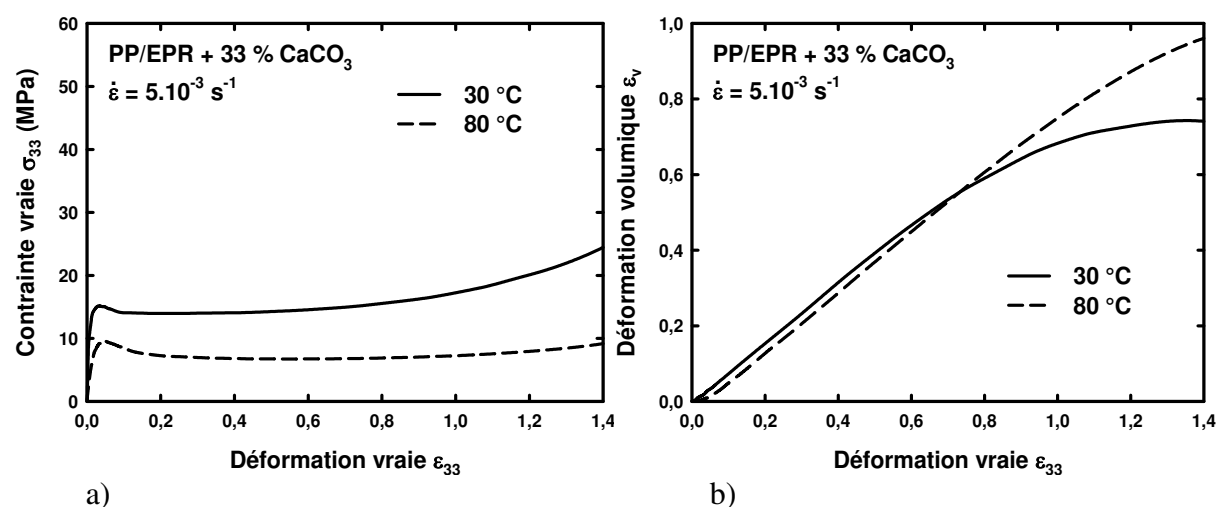 60
50
40
30
20
10
0
0,0 0,2 0,4 0,6 0,8 1,0 1,2 1,4
Contrainte vraie σ33 (MPa)
Déformation vraie ε33
PP/EPR + 33 % CaCO3
ε̇ = 5.10-3 s-1
30 °C
80 °C
a)
1,0
0,8
0,6
0,4
0,2
0,0
0,0 0,2 0,4 0,6 0,8 1,0 1,2 1,4
Déformation volumique εv
Déformation vraie ε33
PP/EPR + 33 % CaCO3
ε̇ = 5.10-3 s-1
30 °C
80 °C
b)